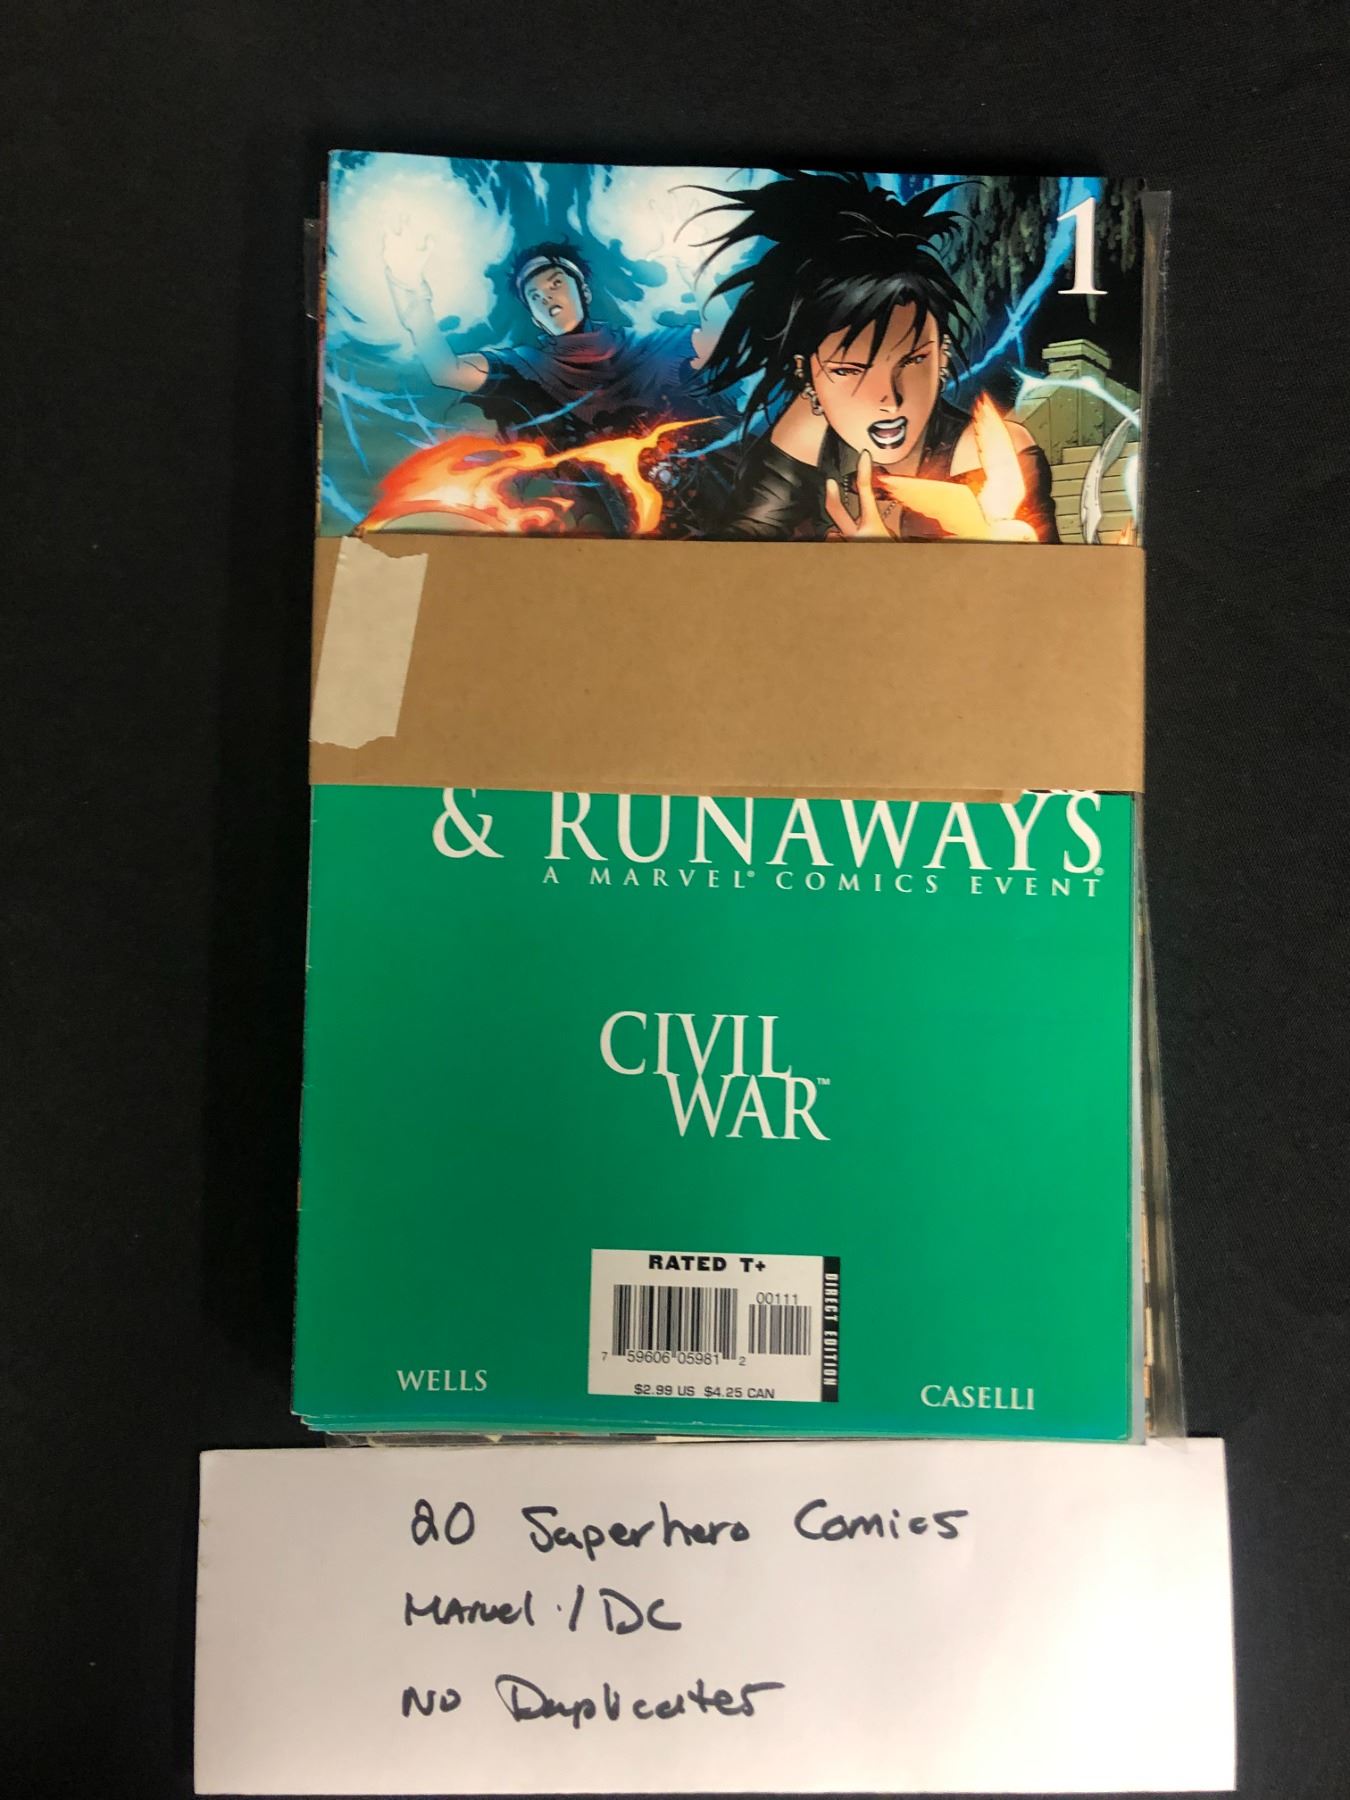 1
& RUNAWAYS®
A MARVEL® COMICS EVENT
CIVIL
WAR™
RATED T+
DIRECT EDITION
00111
7 59606 05981 2
$2.99 US $4.25 CAN
WELLS
CASELLI
20 Superhero Comics
MARVEL / DC
NO Duplicates